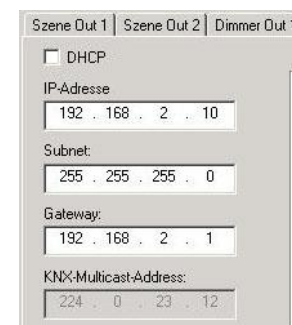 Szene Out 1 Szene Out 2 Dimmer Out
DHCP
IP-Adresse
192 . 168 . 2 . 10
Subnet:
255 . 255 . 255 . 0
Gateway:
192 . 168 . 2 . 1
KNX-Multicast-Address:
224 . 0 . 23 . 12